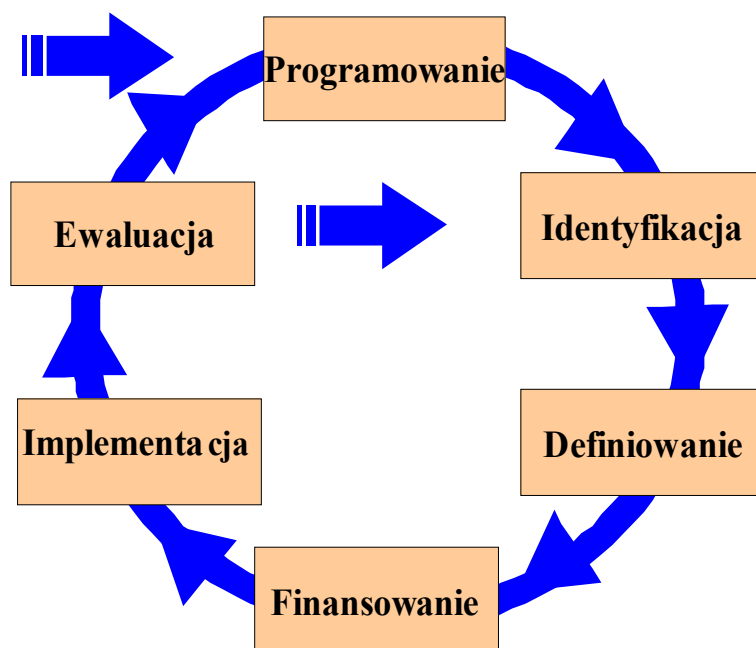 Programowanie
Identyfikacja
Definiowanie
Finansowanie
Implementa cja
Ewaluacja